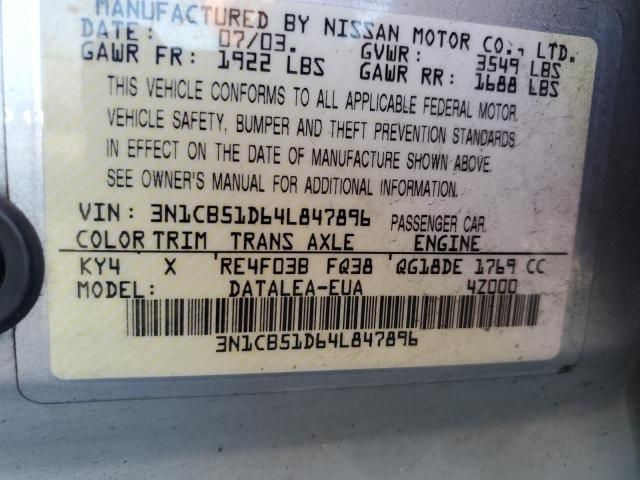 MANUFACTURED BY NISSAN MOTOR CO., LTD.
DATE: 07/03. GVWR: 3549 LBS
GAWR FR: 1922 LBS GAWR RR: 1688 LBS
THIS VEHICLE CONFORMS TO ALL APPLICABLE FEDERAL MOTOR
VEHICLE SAFETY, BUMPER AND THEFT PREVENTION STANDARDS
IN EFFECT ON THE DATE OF MANUFACTURE SHOWN ABOVE.
SEE OWNER'S MANUAL FOR ADDITIONAL INFORMATION.
VIN: 3N1CB51D64L847896 PASSENGER CAR.
COLOR TRIM TRANS AXLE ENGINE
KY4 X RE4F03B FQ38 QG18DE 1769 CC
MODEL: DATALEA-EUA 4Z000
3N1CB51D64L847896